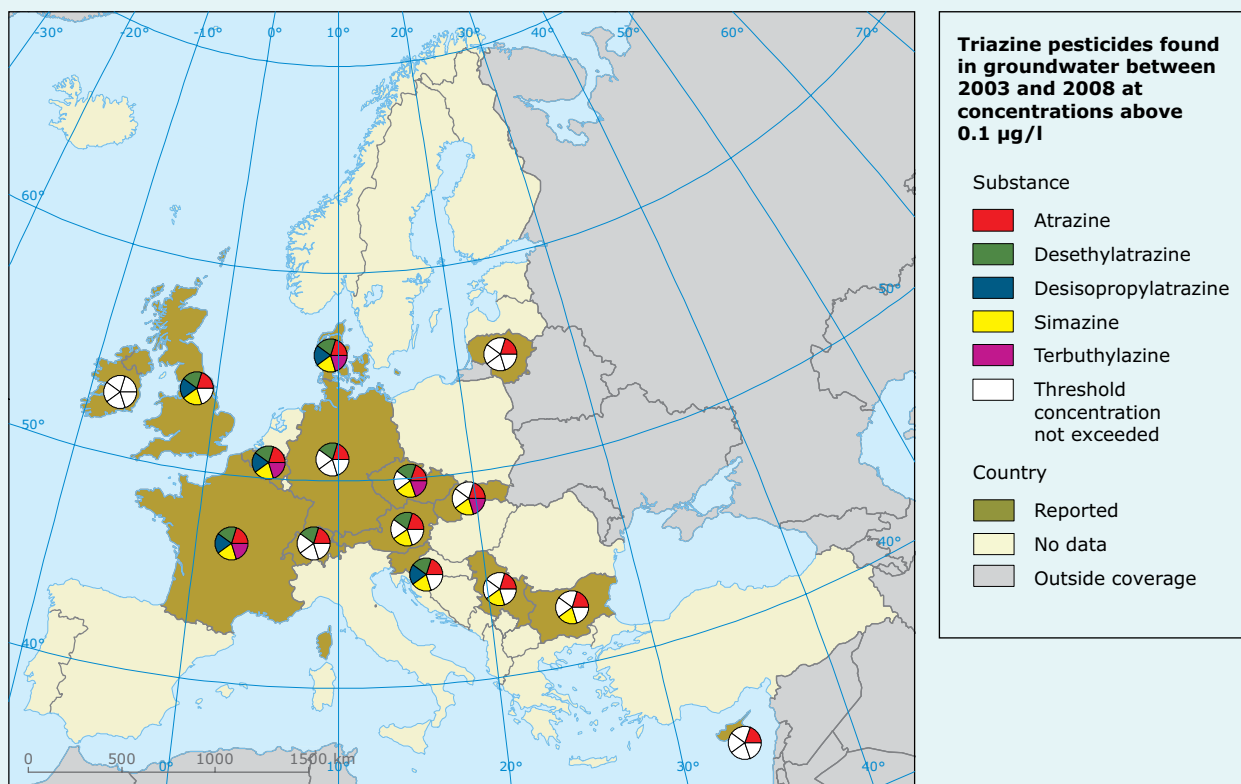 -30° -20° -10° 0° 10° 20° 30° 40° 50° 60° 70°
60°
50°
50°
40°
40°
0 500 1000 1500 km
0° 10° 20° 30° 40°
Triazine pesticides found
in groundwater between
2003 and 2008 at
concentrations above
0.1 µg/l
Substance
Atrazine
Desethylatrazine
Desisopropylatrazine
Simazine
Terbuthylazine
Threshold
concentration
not exceeded
Country
Reported
No data
Outside coverage